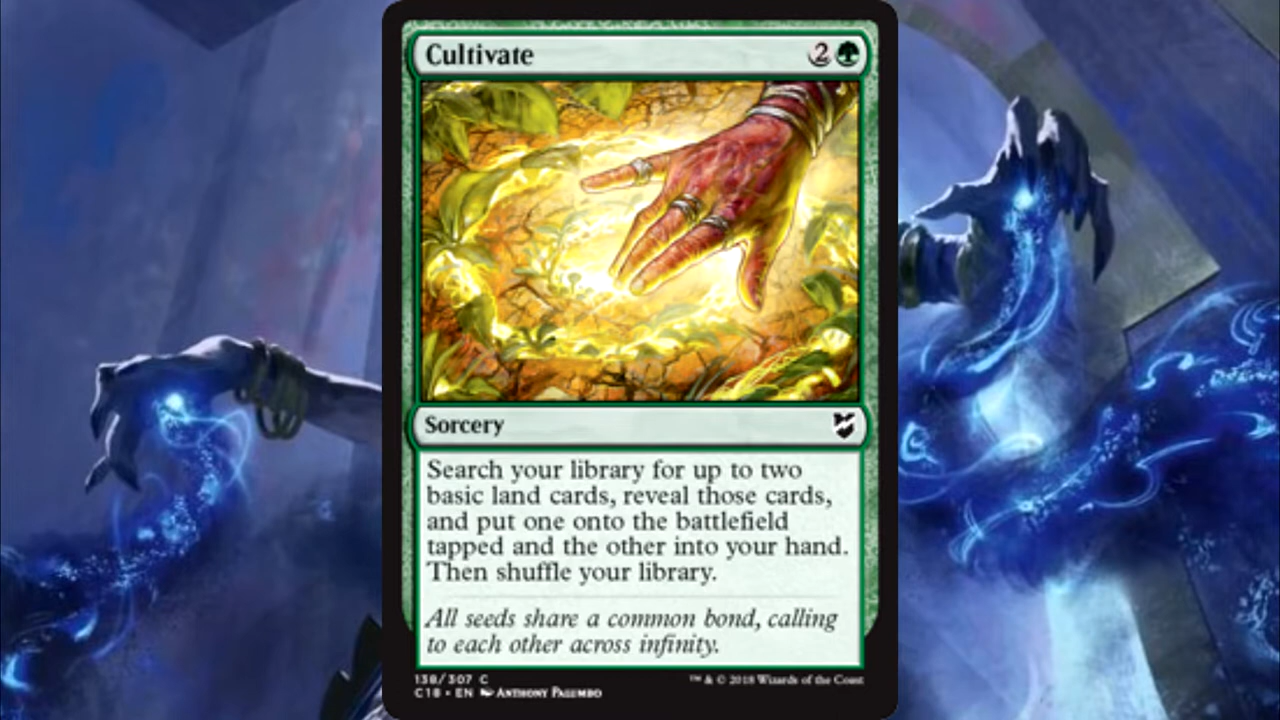 Cultivate 2
Sorcery
Search your library for up to two
basic land cards, reveal those cards,
and put one onto the battlefield
tapped and the other into your hand.
Then shuffle your library.
All seeds share a common bond, calling
to each other across infinity.
138/307 C
™ & © 2018 Wizards of the Coast
C18 • EN Anthony Palumbo